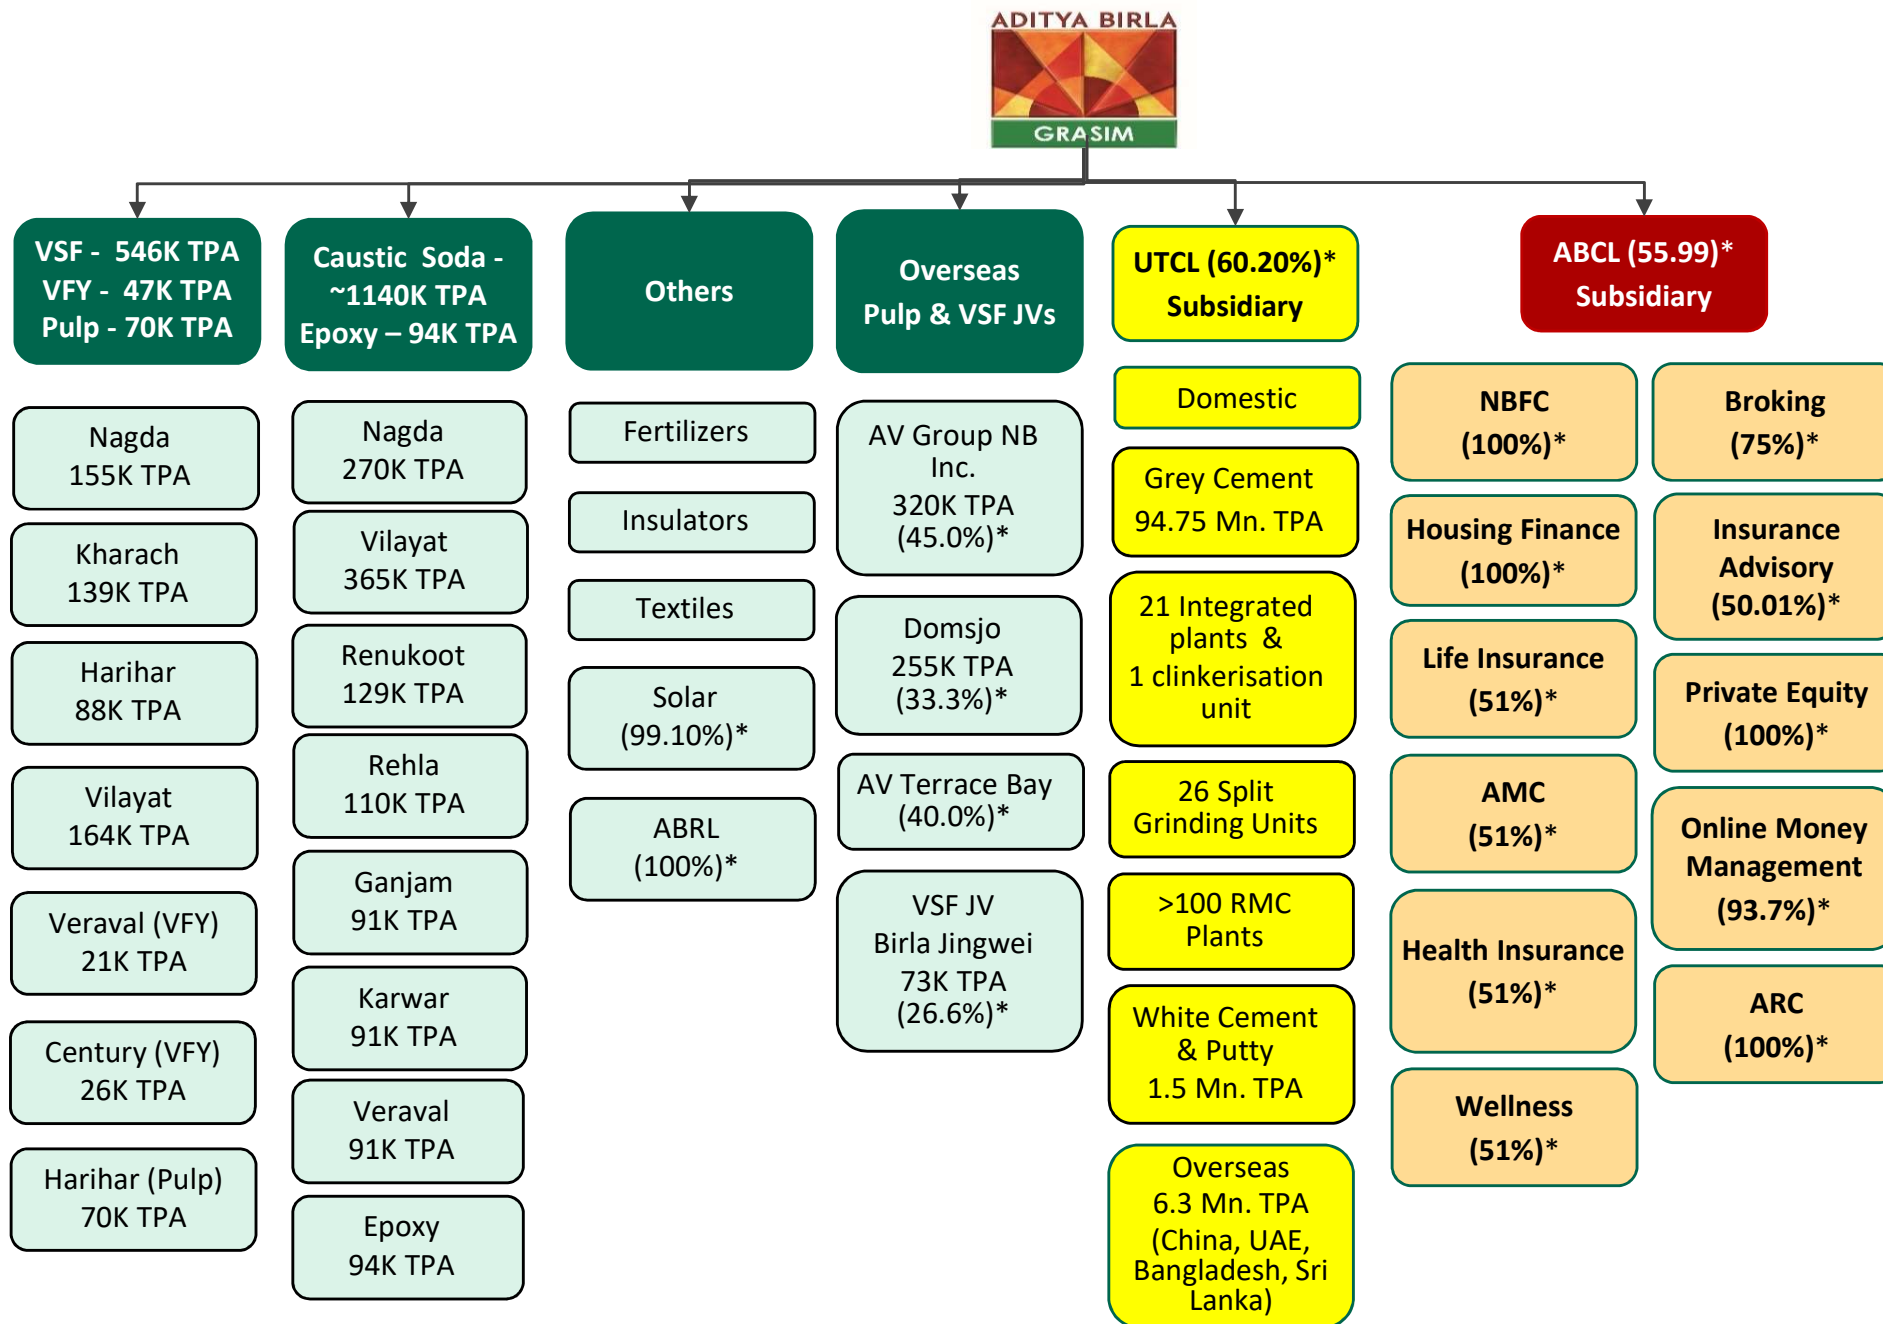 ADITYA BIRLA
GRASIM
VSF - 546K TPA
VFY - 47K TPA
Pulp - 70K TPA
Nagda
155K TPA
Kharach
139K TPA
Harihar
88K TPA
Vilayat
164K TPA
Veraval (VFY)
21K TPA
Century (VFY)
26K TPA
Harihar (Pulp)
70K TPA
Caustic Soda -
~1140K TPA
Epoxy – 94K TPA
Nagda
270K TPA
Vilayat
365K TPA
Renukoot
129K TPA
Rehla
110K TPA
Ganjam
91K TPA
Karwar
91K TPA
Veraval
91K TPA
Epoxy
94K TPA
Others
Fertilizers
Insulators
Textiles
Solar
(99.10%)*
ABRL
(100%)*
Overseas
Pulp & VSF JVs
AV Group NB
Inc.
320K TPA
(45.0%)*
Domsjo
255K TPA
(33.3%)*
AV Terrace Bay
(40.0%)*
VSF JV
Birla Jingwei
73K TPA
(26.6%)*
UTCL (60.20%)*
Subsidiary
Domestic
Grey Cement
94.75 Mn. TPA
21 Integrated
plants &
1 clinkerisation
unit
26 Split
Grinding Units
>100 RMC
Plants
White Cement
& Putty
1.5 Mn. TPA
Overseas
6.3 Mn. TPA
(China, UAE,
Bangladesh, Sri
Lanka)
ABCL (55.99)*
Subsidiary
NBFC
(100%)*
Housing Finance
(100%)*
Life Insurance
(51%)*
AMC
(51%)*
Health Insurance
(51%)*
Wellness
(51%)*
Broking
(75%)*
Insurance
Advisory
(50.01%)*
Private Equity
(100%)*
Online Money
Management
(93.7%)*
ARC
(100%)*